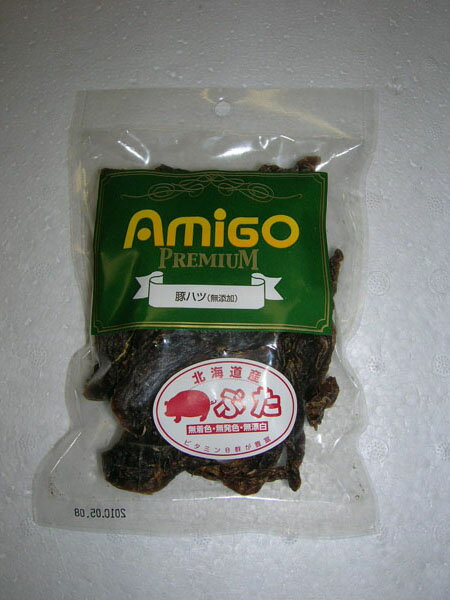 AmiGO
PREMIUM
豚ハツ(無添加)
北海道産
ぶた
無着色・無発色・無漂白
ビタミンB群が豊富
2010.05.08